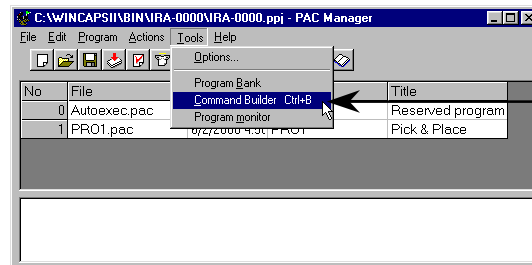 C:\WINCAPSII\BIN\IRA-0000\IRA-0000.ppj - PAC Manager
File Edit Program Actions Tools Help
Options...
Program Bank
No File Title
Command Builder Ctrl+B
0 Autoexec.pac Reserved program
Program monitor
1 PRO1.pac Pick & Place